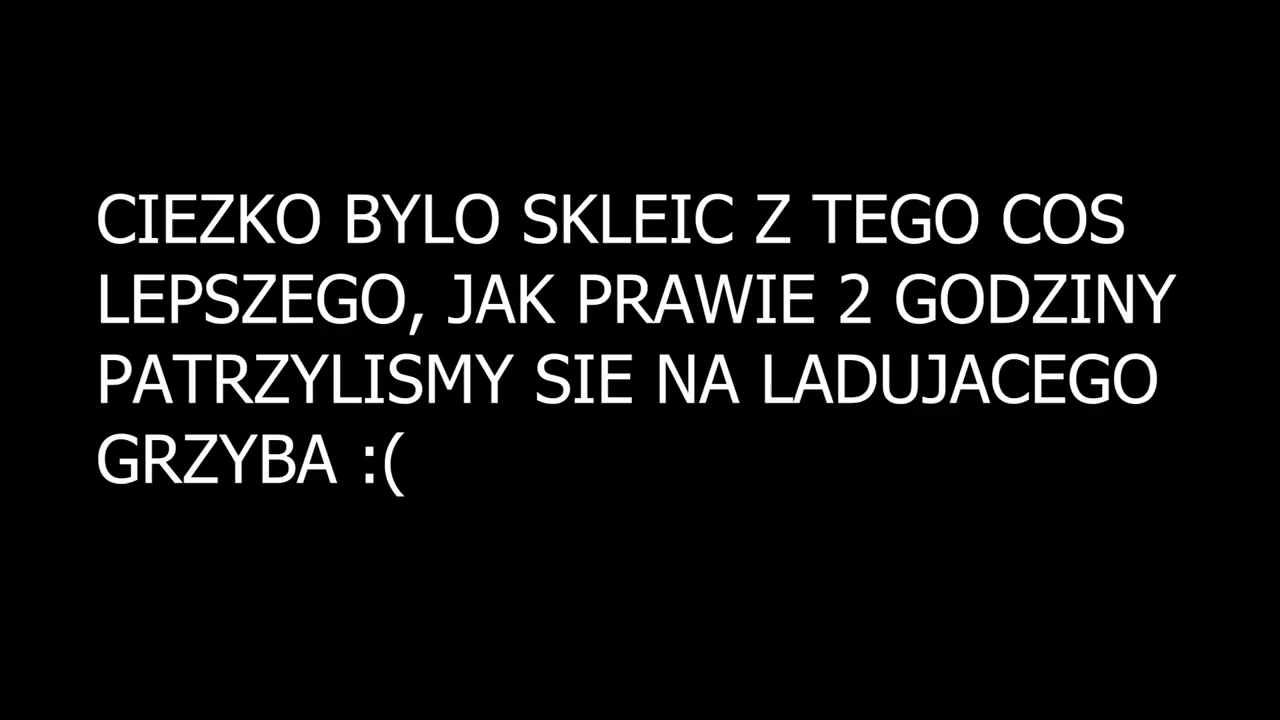 CIEZKO BYLO SKLEIC Z TEGO COS
LEPSZEGO, JAK PRAWIE 2 GODZINY
PATRZYLISMY SIE NA LADUJACEGO
GRZYBA :(